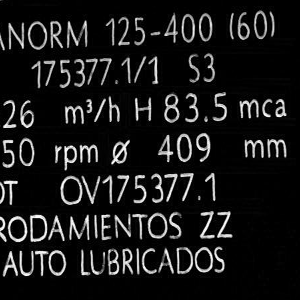 ANORM 125-400 (60)
175377.1/1 S3
26 m³/h H 83.5 mca
50 rpm ø 409 mm
OT OV175377.1
RODAMIENTOS ZZ
AUTO LUBRICADOS